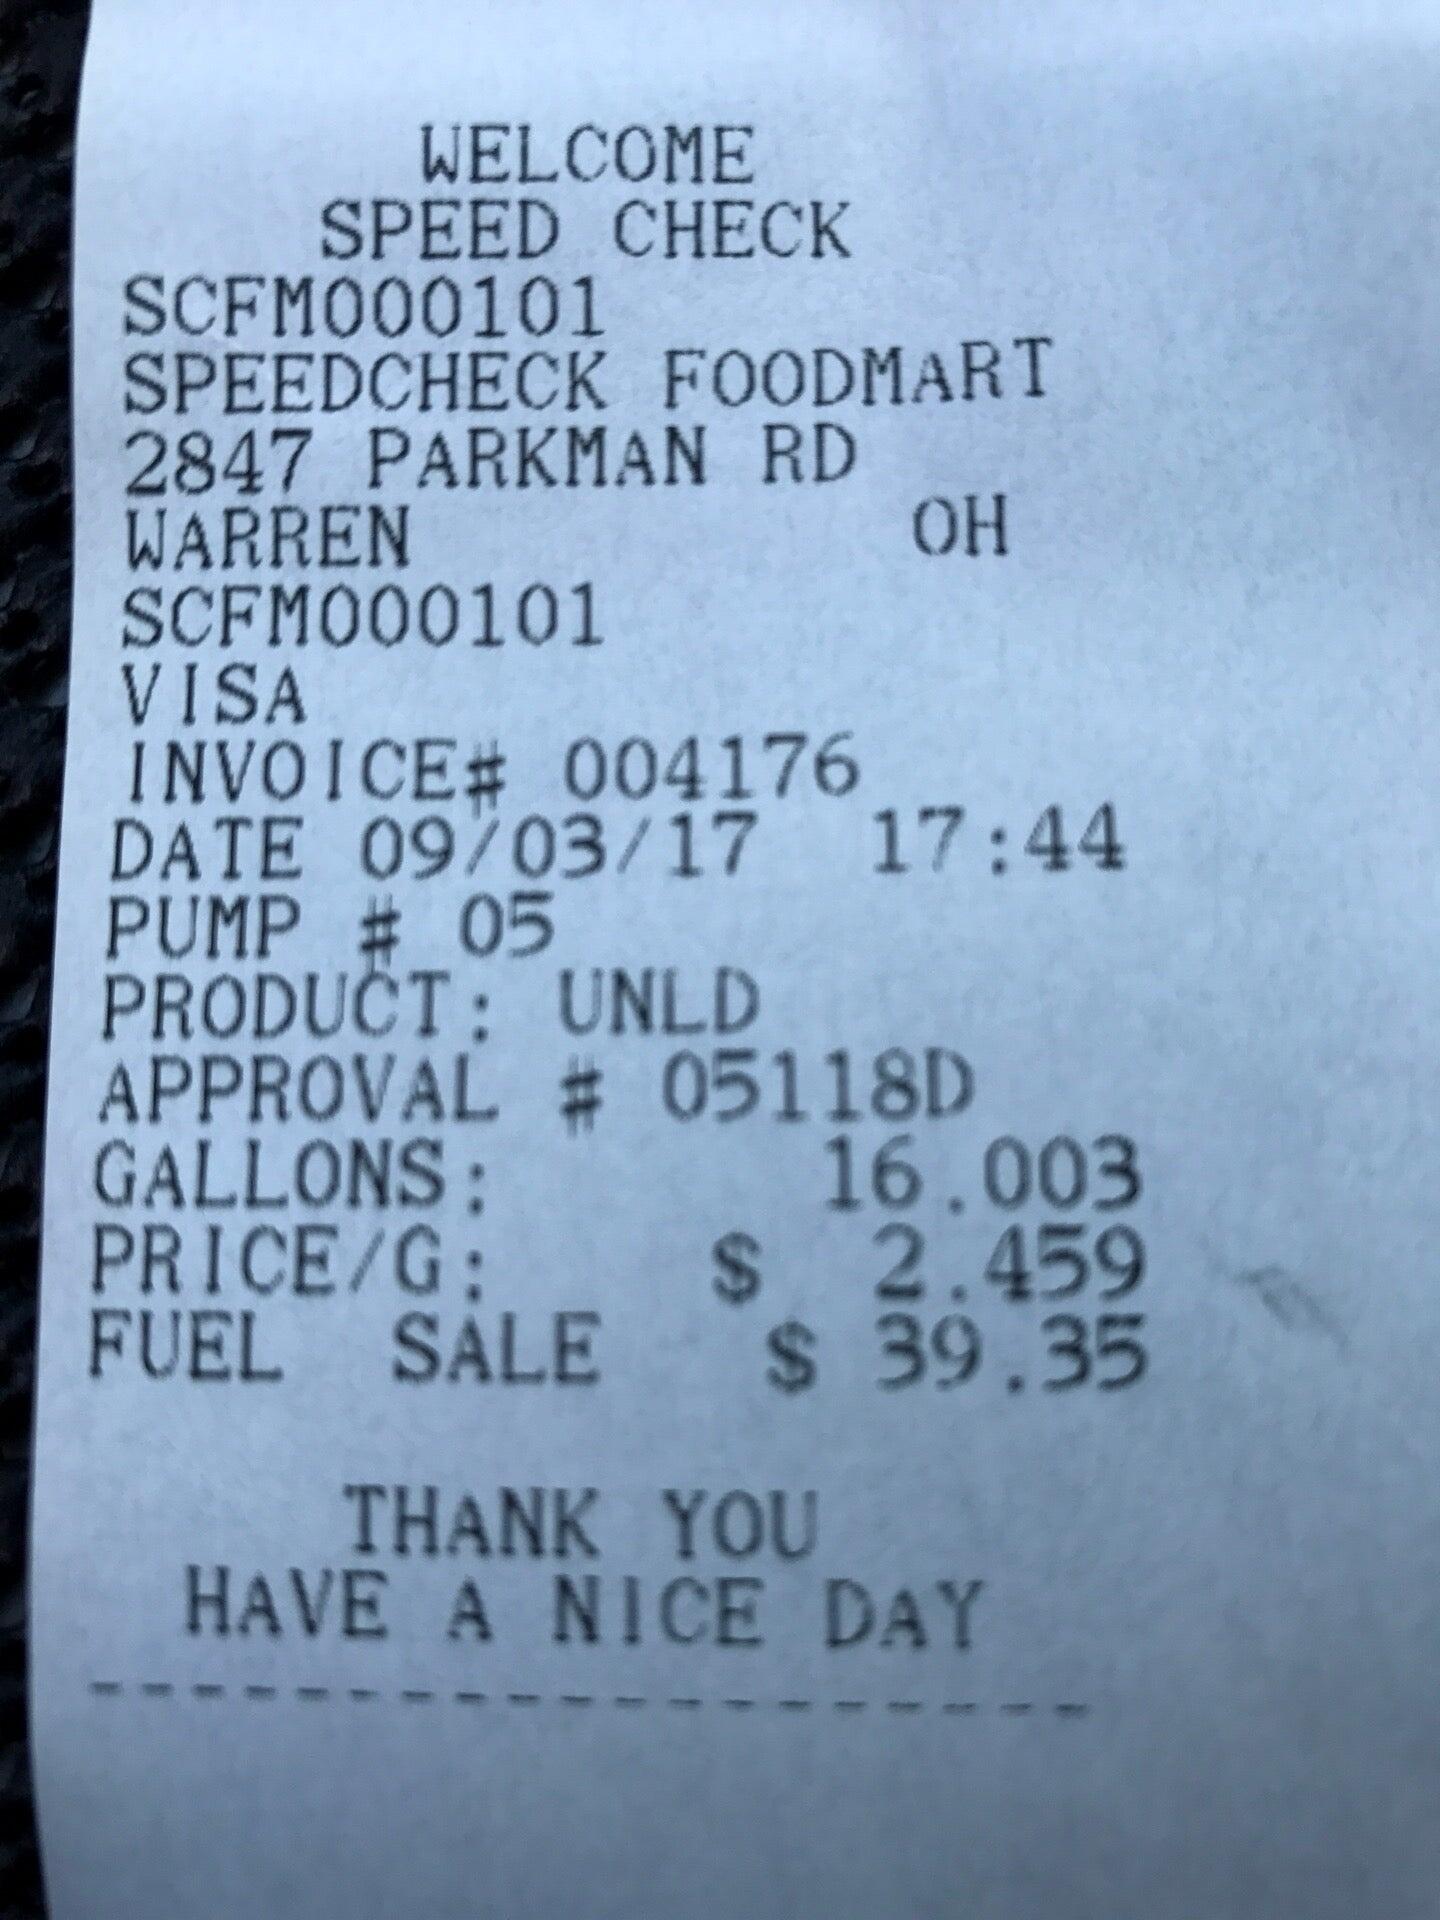 WELCOME
SPEED CHECK
SCFM000101
SPEEDCHECK FOODMART
2847 PARKMAN RD
WARREN OH
SCFM000101
VISA
INVOICE# 004176
DATE 09/03/17 17:44
PUMP # 05
PRODUCT: UNLD
APPROVAL # 05118D
GALLONS: 16.003
PRICE/G: $ 2.459
FUEL SALE $ 39.35
THANK YOU
HAVE A NICE DAY
--------------------